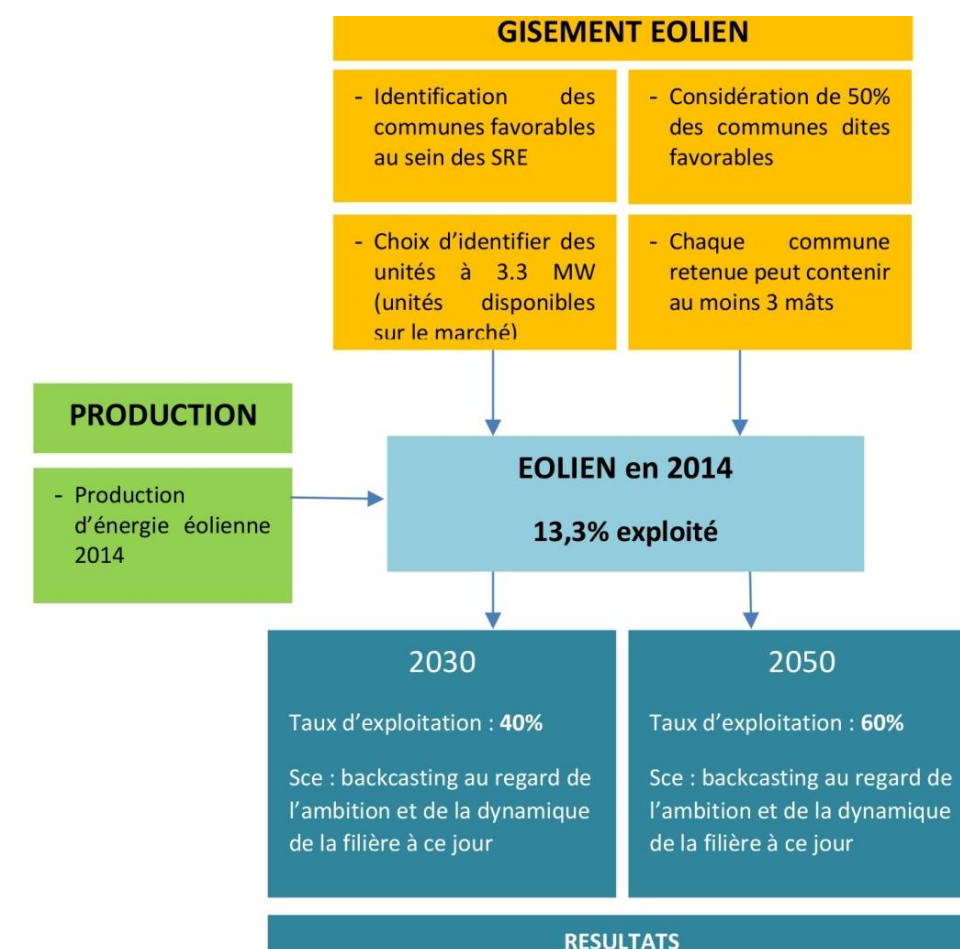 GISEMENT EOLIEN
- Identification des
communes favorables
au sein des SRE
- Considération de 50%
des communes dites
favorables
- Choix d'identifier des
unités à 3.3 MW
(unités disponibles
sur le marché)
- Chaque commune
retenue peut contenir
au moins 3 mâts
PRODUCTION
- Production
d'énergie éolienne
2014
EOLIEN en 2014
13,3% exploité
2030
Taux d'exploitation : 40%
Sce : backcasting au regard de
l'ambition et de la dynamique
de la filière à ce jour
2050
Taux d'exploitation : 60%
Sce : backcasting au regard de
l'ambition et de la dynamique
de la filière à ce jour
RESULTATS